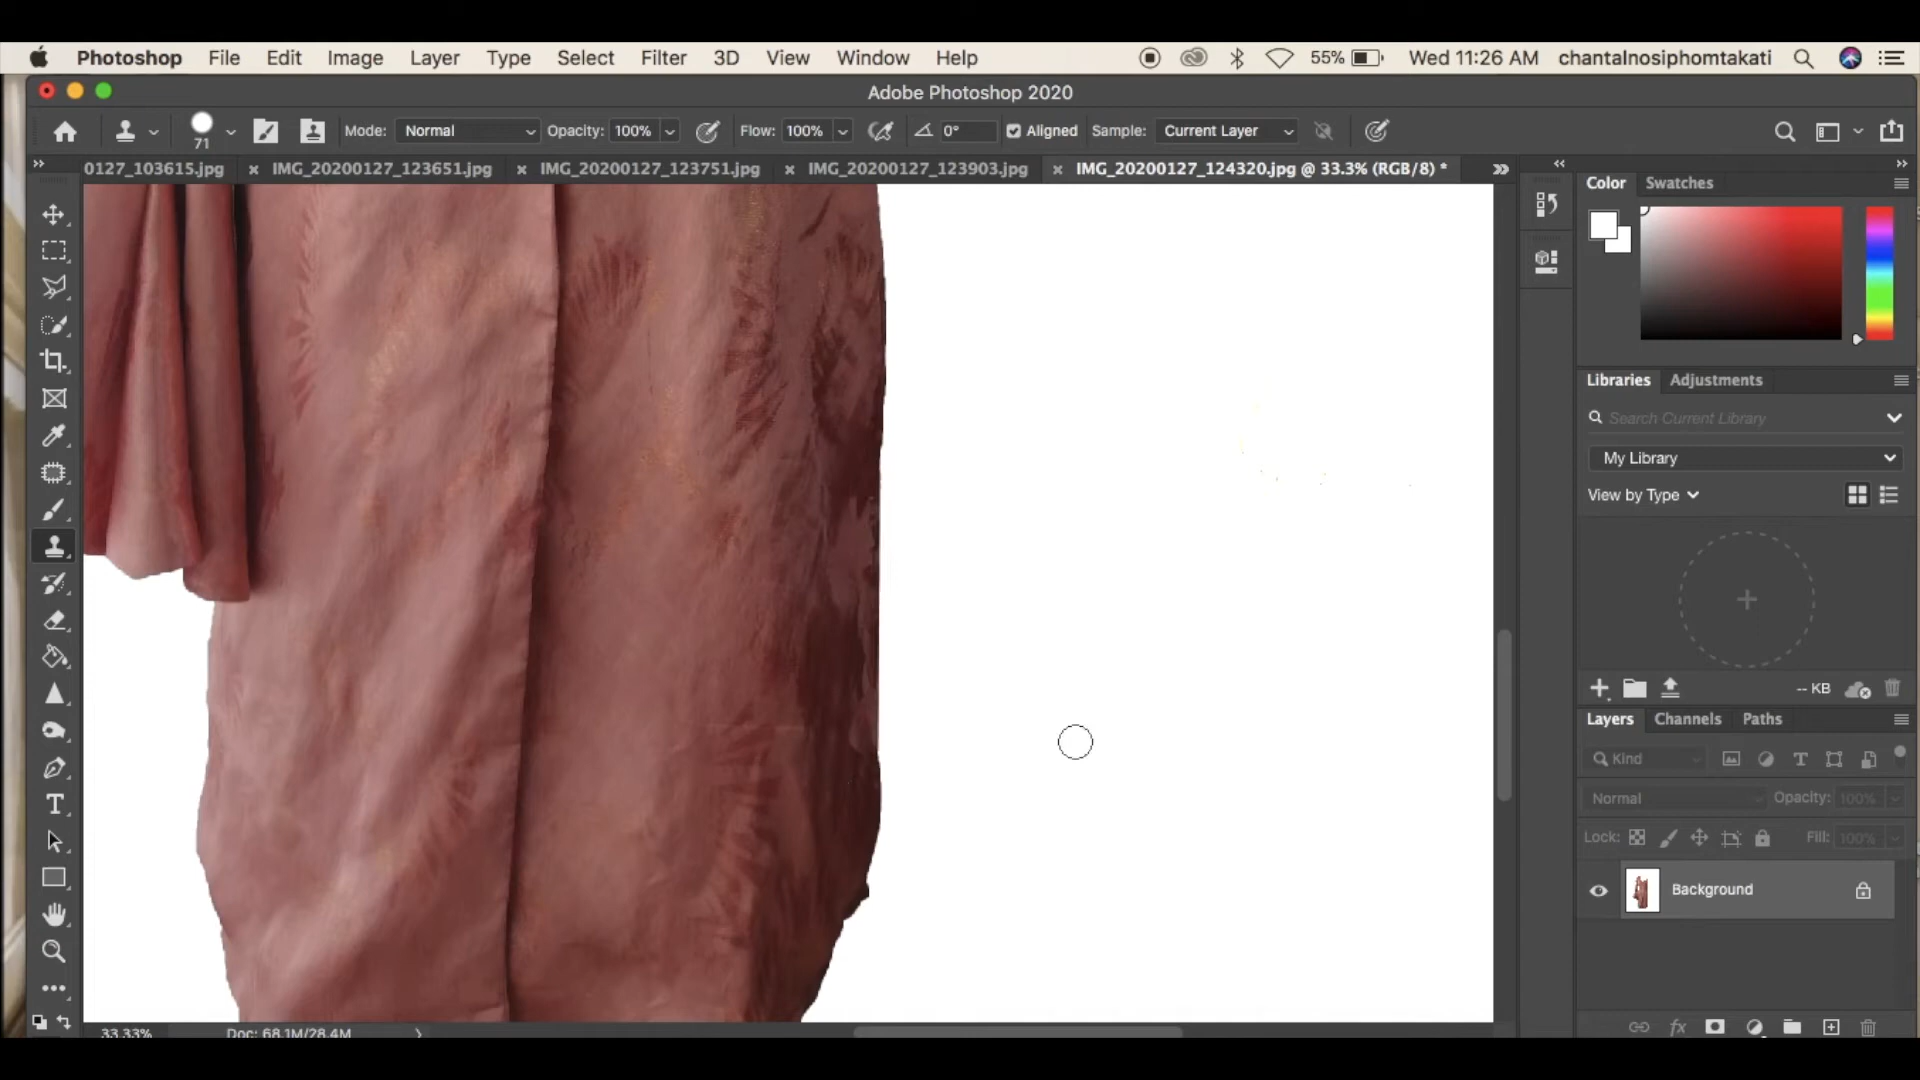 Photoshop File Edit Image Layer Type Select Filter 3D View Window Help 55% Wed 11:26 AM chantalnosiphomtakati
Adobe Photoshop 2020
71 Mode: Normal Opacity: 100% Flow: 100% 0° Aligned Sample: Current Layer
0127_103615.jpg IMG_20200127_123651.jpg IMG_20200127_123751.jpg IMG_20200127_123903.jpg IMG_20200127_124320.jpg @ 33.3% (RGB/8) *
Color Swatches
Libraries Adjustments
Search Current Library
My Library
View by Type
-- KB
Layers Channels Paths
Kind
Normal Opacity: 100%
Lock: Fill: 100%
Background
33.33% Doc: 68.1M/28.4M